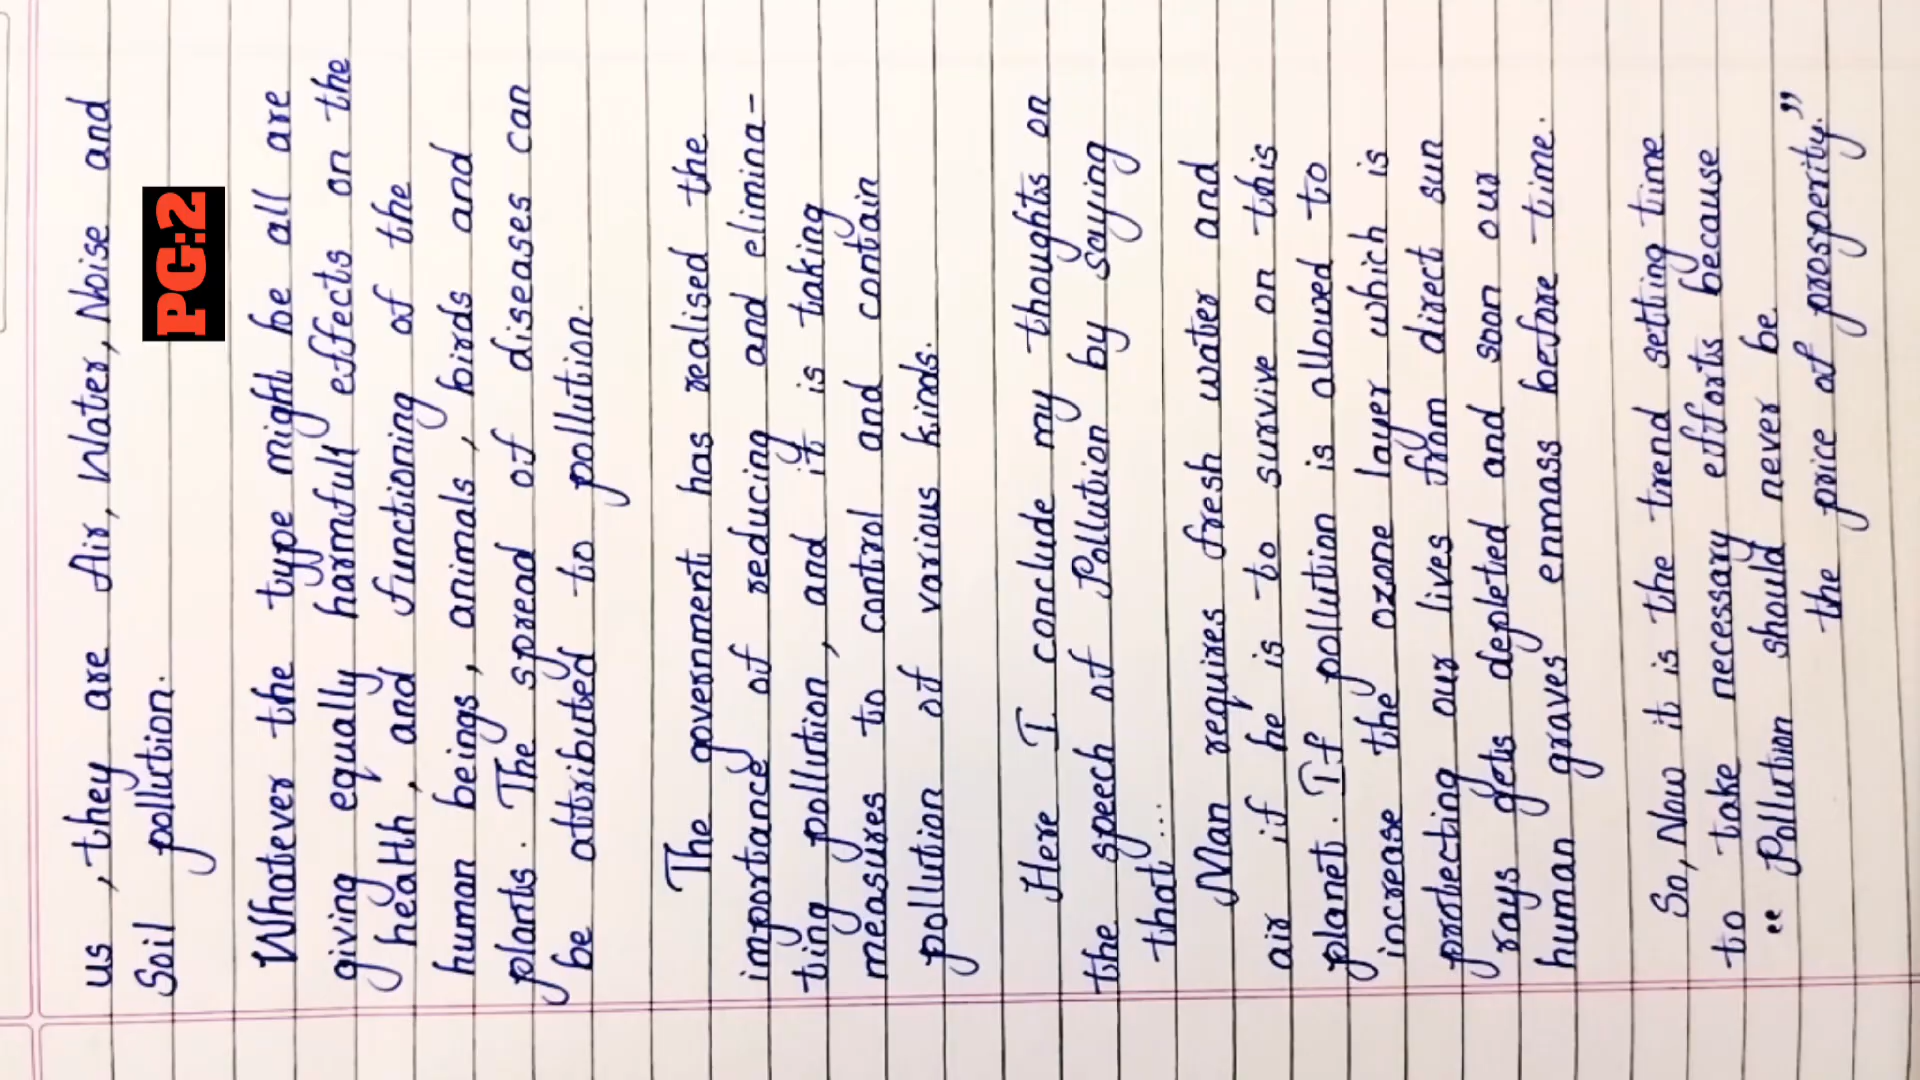 us, they are Air, Water, Noise and
Soil pollution.
PG:2
Whatever the type might be all are
giving equally harmfull effects on the
health, and functioning of the
human beings, animals, birds and
plants. The spread of diseases can
be attributed to pollution.
The government has realised the
importance of reducing and elimina-
ting pollution, and it is taking
measures to control and contain
pollution of various kinds.
Here I conclude my thoughts on
the speech of Pollution by saying
that...
Man requires fresh water and
air if he is to survive on this
planet. If pollution is allowed to
increase the ozone layer which is
protecting our lives from direct sun
rays gets depleted and soon our
human graves enmass before time.
So, Now it is the trend setting time
to take necessary efforts because
“Pollution should never be
the price of prosperity.”